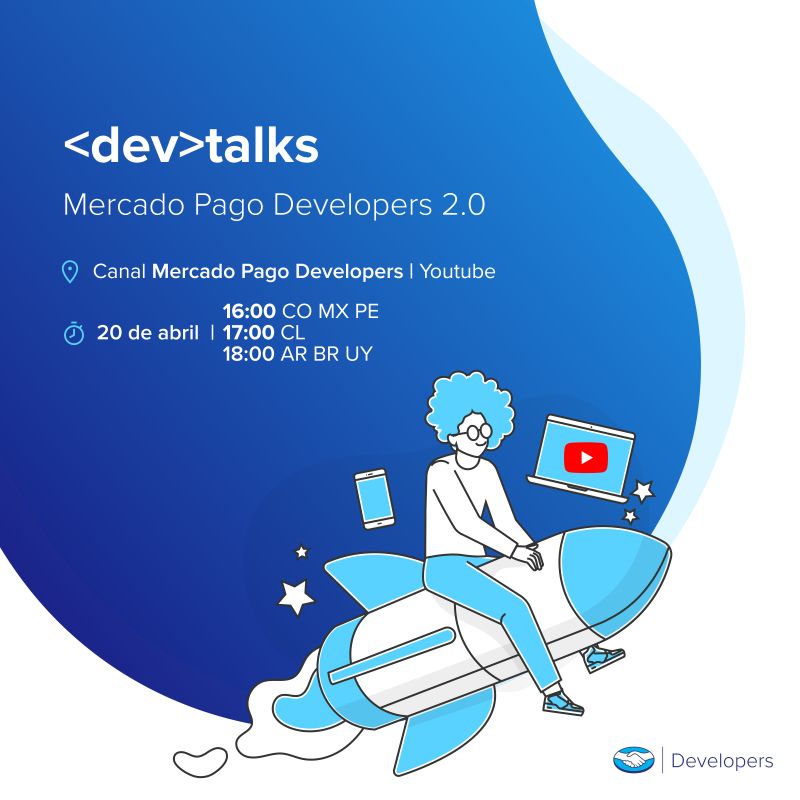 <dev>talks
Mercado Pago Developers 2.0
Canal Mercado Pago Developers | Youtube
16:00 CO MX PE
20 de abril | 17:00 CL
18:00 AR BR UY
Developers